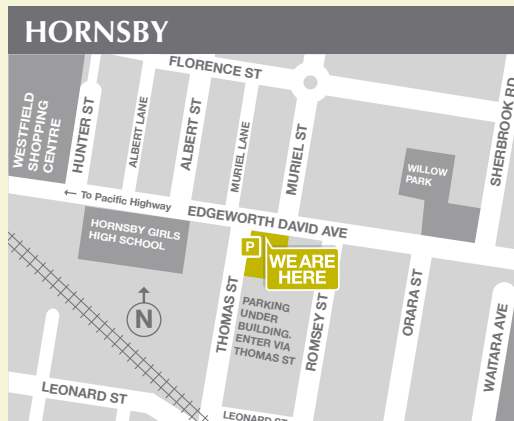 HORNSBY
FLORENCE ST
WESTFIELD
SHOPPING
CENTRE
HUNTER ST
ALBERT LANE
ALBERT ST
MURIEL LANE
MURIEL ST
SHERBROOK RD
WILLOW
PARK
← To Pacific Highway
EDGEWORTH DAVID AVE
HORNSBY GIRLS
HIGH SCHOOL
P
WE ARE
HERE
THOMAS ST
PARKING
UNDER
BUILDING.
ENTER VIA
THOMAS ST
ROMSEY ST
ORARA ST
WAITARA AVE
N
LEONARD ST
LEONARD ST